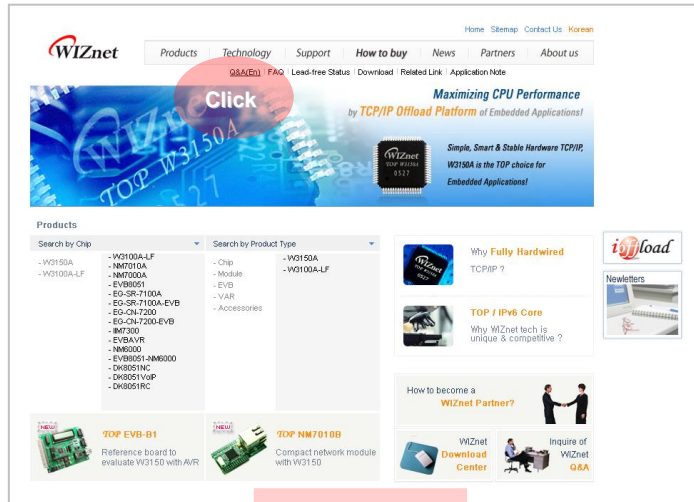 Home Sitemap Contact Us Korean
WIZnet
Products Technology Support How to buy News Partners About us
Q&A(En) FAQ Lead-free Status Download Related Link Application Note
Click
Maximizing CPU Performance
by TCP/IP Offload Platform of Embedded Applications!
WIZnet
TOP W3150A
WIZnet
TOP W3150A
0527
Simple, Smart & Stable Hardware TCP/IP,
W3150A is the TOP choice for
Embedded Applications!
Products
Search by Chip
- W3150A
- W3100A-LF
- W3100A-LF
- NM7010A
- NM7000A
- EVB8051
- EG-SR-7100A
- EG-SR-7100A-EVB
- EG-CN-7200
- EG-CN-7200-EVB
- IIM7300
- EVBAVR
- NM6000
- EVB8051-NM6000
- DK8051NC
- DK8051VoIP
- DK8051RC
Search by Product Type
- Chip
- Module
- EVB
- VAR
- Accessories
- W3150A
- W3100A-LF
Why Fully Hardwired
TCP/IP ?
TOP / IPv6 Core
Why WIZnet tech is
unique & competitive ?
ioffload
Newletters
How to become a
WIZnet Partner?
NEW
TOP EVB-B1
Reference board to
evaluate W3150 with AVR
NEW
TOP NM7010B
Compact network module
with W3150
WIZnet
Download
Center
Inquire of
WIZnet
Q&A